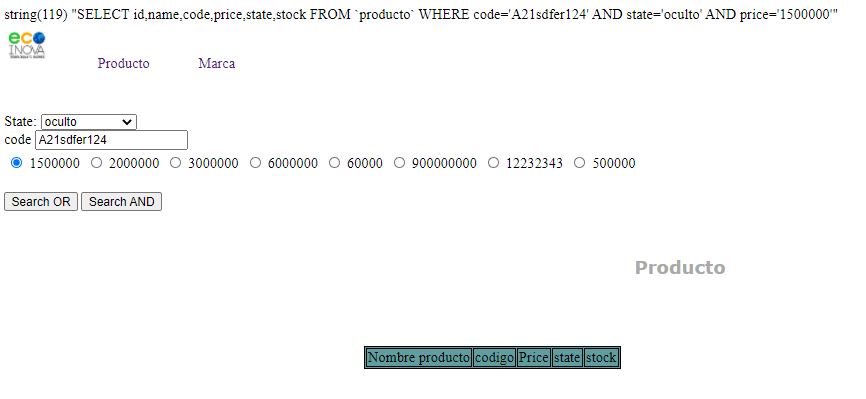 string(119) "SELECT id,name,code,price,state,stock FROM `producto` WHERE code='A21sdfer124' AND state='oculto' AND price='1500000'"
eco
INOVA
Producto Marca
State: oculto
code A21sdfer124
1500000 2000000 3000000 6000000 60000 900000000 12232343 500000
Search OR Search AND
Producto
Nombre producto codigo Price state stock